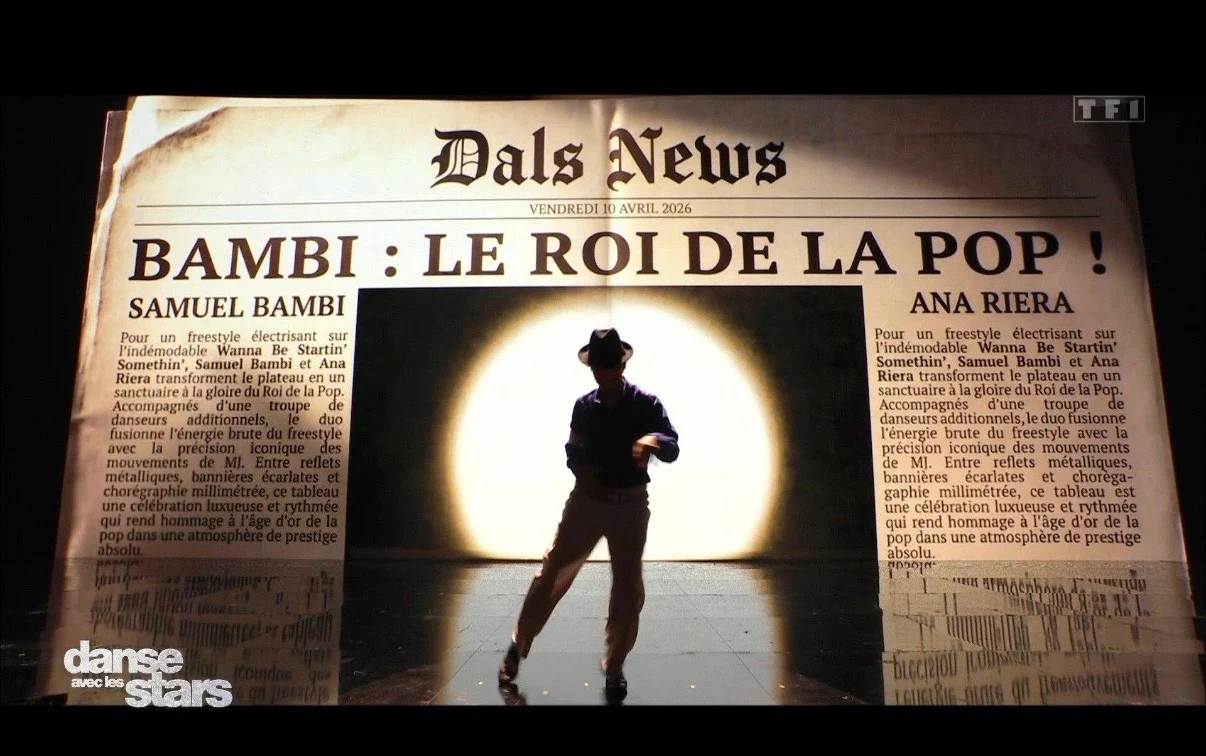 TF1
Dals News
VENDREDI 10 AVRIL 2026
BAMBI : LE ROI DE LA POP !
SAMUEL BAMBI
Pour un freestyle électrisant sur
l'indémodable Wanna Be Startin'
Somethin', Samuel Bambi et Ana
Riera transforment le plateau en un
sanctuaire à la gloire du Roi de la Pop.
Accompagnés d'une troupe de
danseurs additionnels, le duo
fusionne l'énergie brute du freestyle
avec la précision iconique des
mouvements de MJ. Entre reflets
métalliques, bannières écarlates et
chorégraphie millimétrée, ce tableau
une célébration luxueuse et rythmée
qui rend hommage à l'âge d'or de la
pop dans une atmosphère de prestige
absolu.
ANA RIERA
Pour un freestyle électrisant sur
l'indémodable Wanna Be Startin'
Somethin', Samuel Bambi et Ana
Riera transforment le plateau en un
sanctuaire à la gloire du Roi de la Pop.
Accompagnés d'une troupe de
danseurs additionnels, le duo fusionne
l'énergie brute du freestyle avec la
précision iconique des mouvements
de MJ. Entre reflets métalliques,
bannières écarlates et chorèga-
gaphie millimétrée, ce tableau est
une célébration luxueuse et rythmée
qui rend hommage à l'âge d'or de la
pop dans une atmosphère de prestige
absolu.
danse
avec les
stars